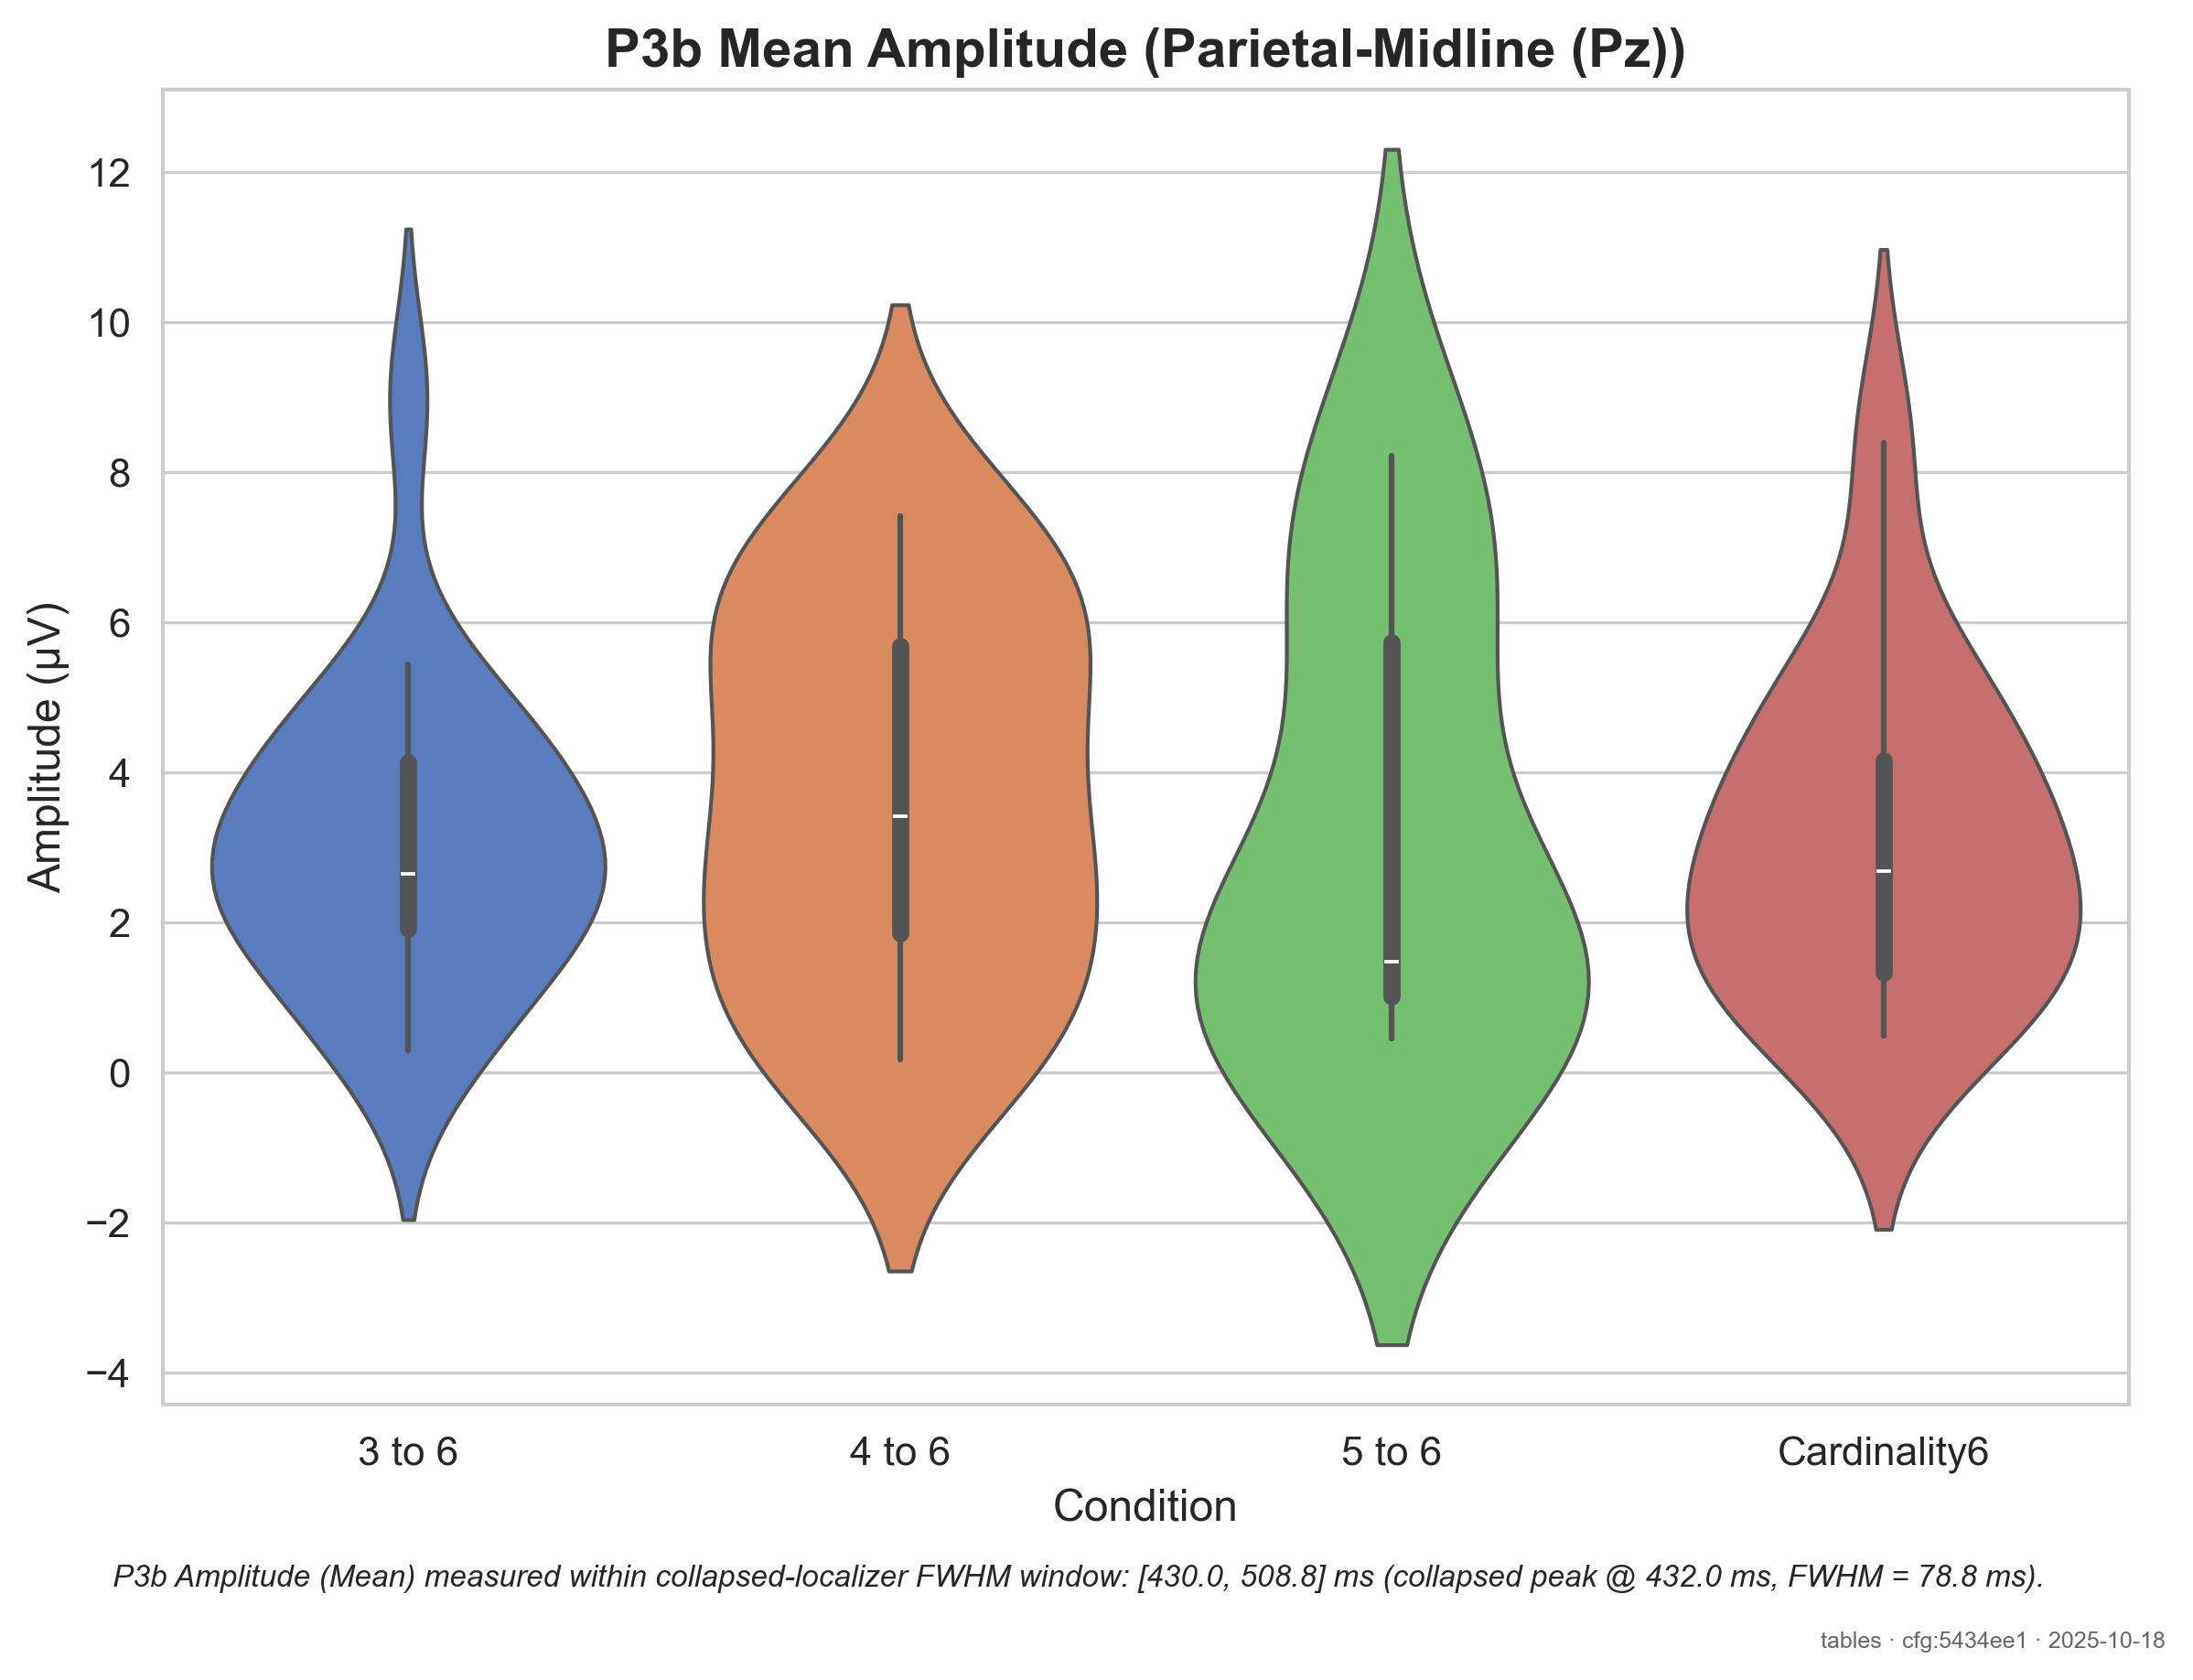 P3b Mean Amplitude (Parietal-Midline (Pz))
Amplitude (µV)
12
10
8
6
4
2
0
−2
−4
3 to 6
4 to 6
5 to 6
Cardinality6
Condition
P3b Amplitude (Mean) measured within collapsed-localizer FWHM window: [430.0, 508.8] ms (collapsed peak @ 432.0 ms, FWHM = 78.8 ms).
tables · cfg:5434ee1 · 2025-10-18